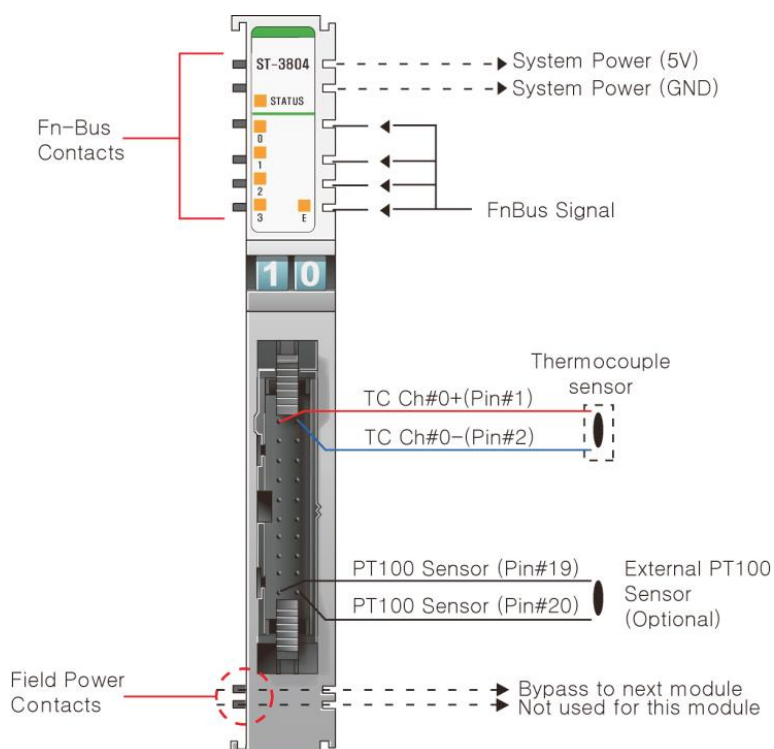 ST-3804
STATUS
0
1
2
3 E
10
System Power (5V)
System Power (GND)
Fn-Bus
Contacts
FnBus Signal
Thermocouple
sensor
TC Ch#0+(Pin#1)
TC Ch#0-(Pin#2)
PT100 Sensor (Pin#19)
PT100 Sensor (Pin#20)
External PT100
Sensor
(Optional)
Field Power
Contacts
Bypass to next module
Not used for this module